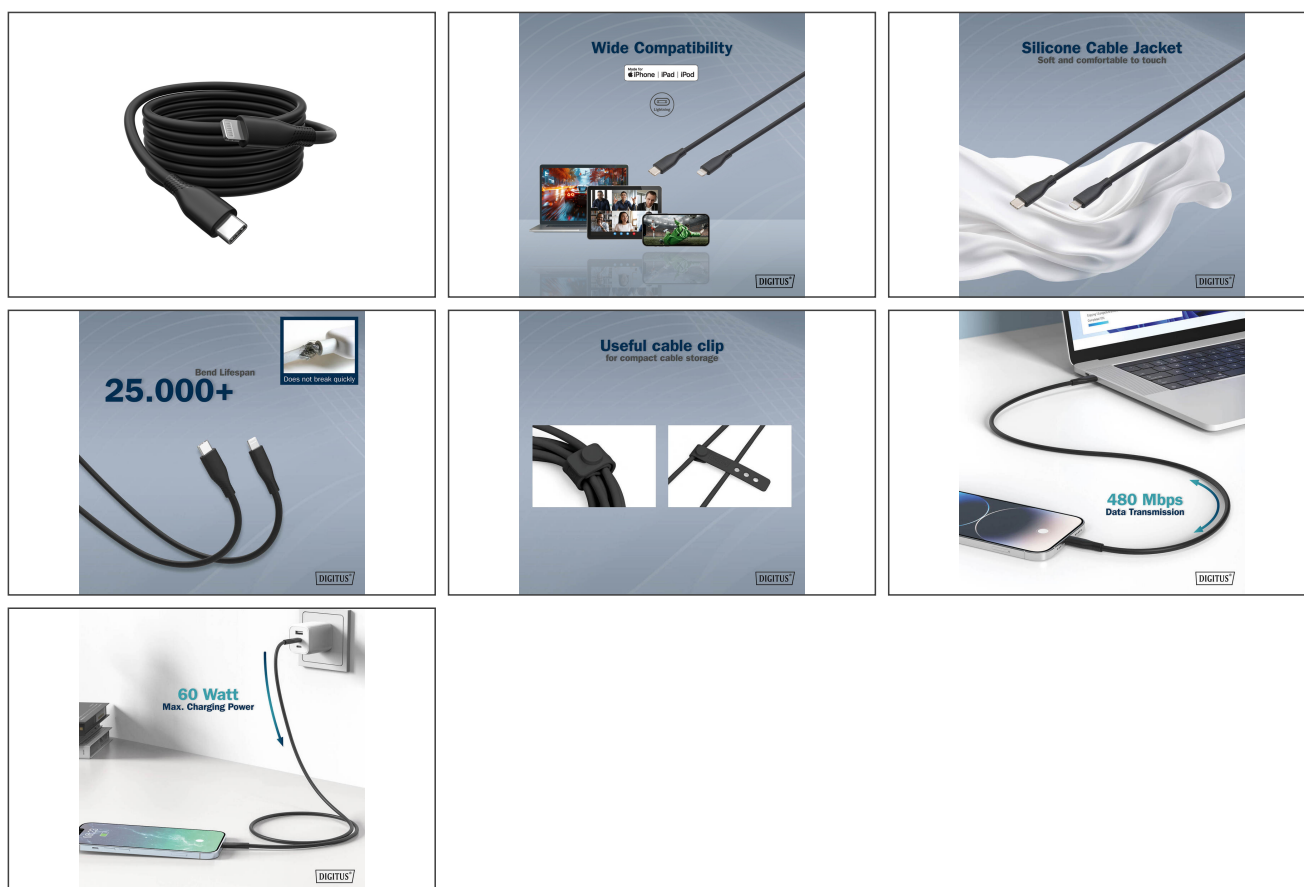 Wide Compatibility
Made for
iPhone | iPad | iPod
Lightning
DIGITUS®
Silicone Cable Jacket
Soft and comfortable to touch
DIGITUS®
Bend Lifespan
25.000+
Does not break quickly
DIGITUS®
Useful cable clip
for compact cable storage
DIGITUS®
480 Mbps
Data Transmission
DIGITUS®
60 Watt
Max. Charging Power
DIGITUS®